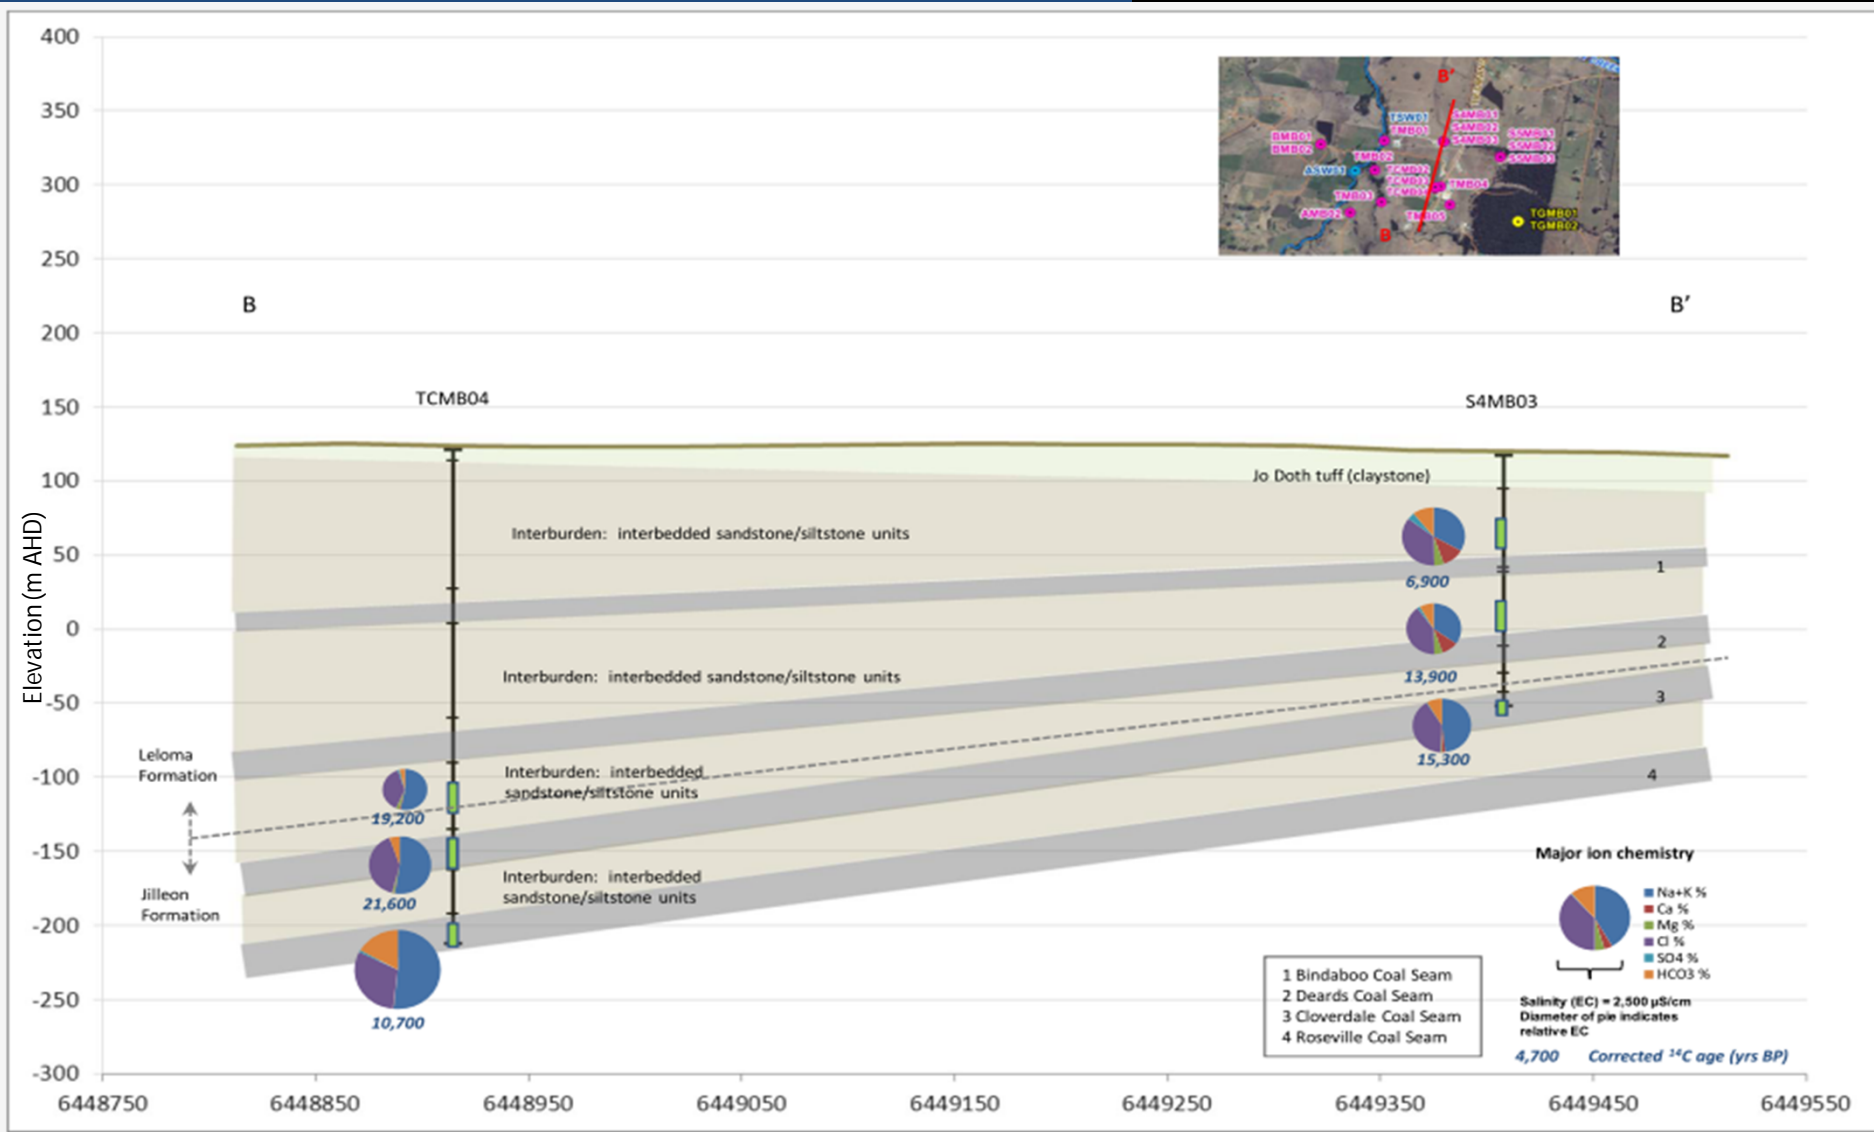 400
350
300
250
200
150
100
50
0
-50
-100
-150
-200
-250
-300
Elevation (m AHD)
6448750
6448850
6448950
6449050
6449150
6449250
6449350
6449450
6449550
B'
TSW01
TMB01
S4MB01
S4MB02
S4MB03
S5MB01
S5MB02
S5MB03
BMB01
BMB02
TMB02
ASW01
TMB04
TMB03
AMB02
TMB05
TGMB01
TGMB02
B
B
B'
TCMB04
S4MB03
Jo Doth tuff (claystone)
Interburden: interbedded sandstone/siltstone units
6,900
1
Interburden: interbedded sandstone/siltstone units
13,900
2
3
15,300
4
Leloma
Formation
Interburden: interbedded
sandstone/siltstone units
19,200
Jilleon
Formation
Interburden: interbedded
sandstone/siltstone units
21,600
10,700
Major ion chemistry
Na+K %
Ca %
Mg %
Cl %
SO4 %
HCO3 %
Salinity (EC) = 2,500 µS/cm
Diameter of pie indicates
relative EC
4,700 Corrected ¹⁴C age (yrs BP)
1 Bindaboo Coal Seam
2 Deards Coal Seam
3 Cloverdale Coal Seam
4 Roseville Coal Seam